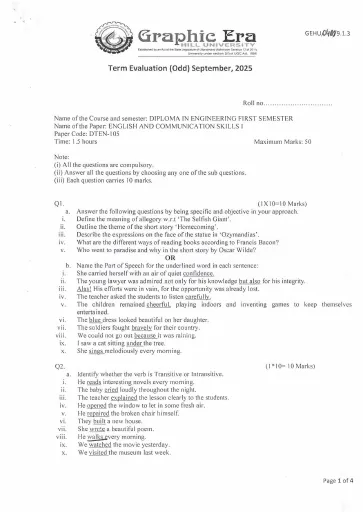 Graphic Era
HILL UNIVERSITY
GEHU/
Term Evaluation (Odd) September, 2025
Roll no...............................
Name of the Course and semester: DIPLOMA IN ENGINEERING FIRST SEMESTER
Name of the Paper: ENGLISH AND COMMUNICATION SKILLS I
Paper Code: DTEN-105
Time: 1.5 hours Maximum Marks: 50
Note:
(i) All the questions are compulsory.
(ii) Answer all the questions by choosing any one of the sub questions.
(iii) Each question carries 10 marks.
Q1. (1X10=10 Marks)
a. Answer the following questions by being specific and objective in your approach.
i. Define the meaning of allegory w.r.t 'The Selfish Giant'.
ii. Outline the theme of the short story 'Homecoming'.
iii. Describe the expressions on the face of the statue in 'Ozymandias'.
iv. What are the different ways of reading books according to Francis Bacon?
v. Who went to paradise and why in the short story by Oscar Wilde?
OR
b. Name the Part of Speech for the underlined word in each sentence:
i. She carried herself with an air of quiet confidence.
ii. The young lawyer was admired not only for his knowledge but also for his integrity.
iii. Alas! His efforts were in vain, for the opportunity was already lost.
iv. The teacher asked the students to listen carefully.
v. The children remained cheerful, playing indoors and inventing games to keep themselves
entertained.
vi. The blue dress looked beautiful on her daughter.
vii. The soldiers fought bravely for their country.
viii. We could not go out because it was raining.
ix. I saw a cat sitting under the tree.
x. She sings melodiously every morning.
Q2. (1*10= 10 Marks)
a. Identify whether the verb is Transitive or Intransitive.
i. He reads interesting novels every morning.
ii. The baby cried loudly throughout the night.
iii. The teacher explained the lesson clearly to the students.
iv. He opened the window to let in some fresh air.
v. He repaired the broken chair himself.
vi. They built a new house.
vii. She wrote a beautiful poem.
viii. He walks every morning.
ix. We watched the movie yesterday.
x. We visited the museum last week.
Page 1 of 4